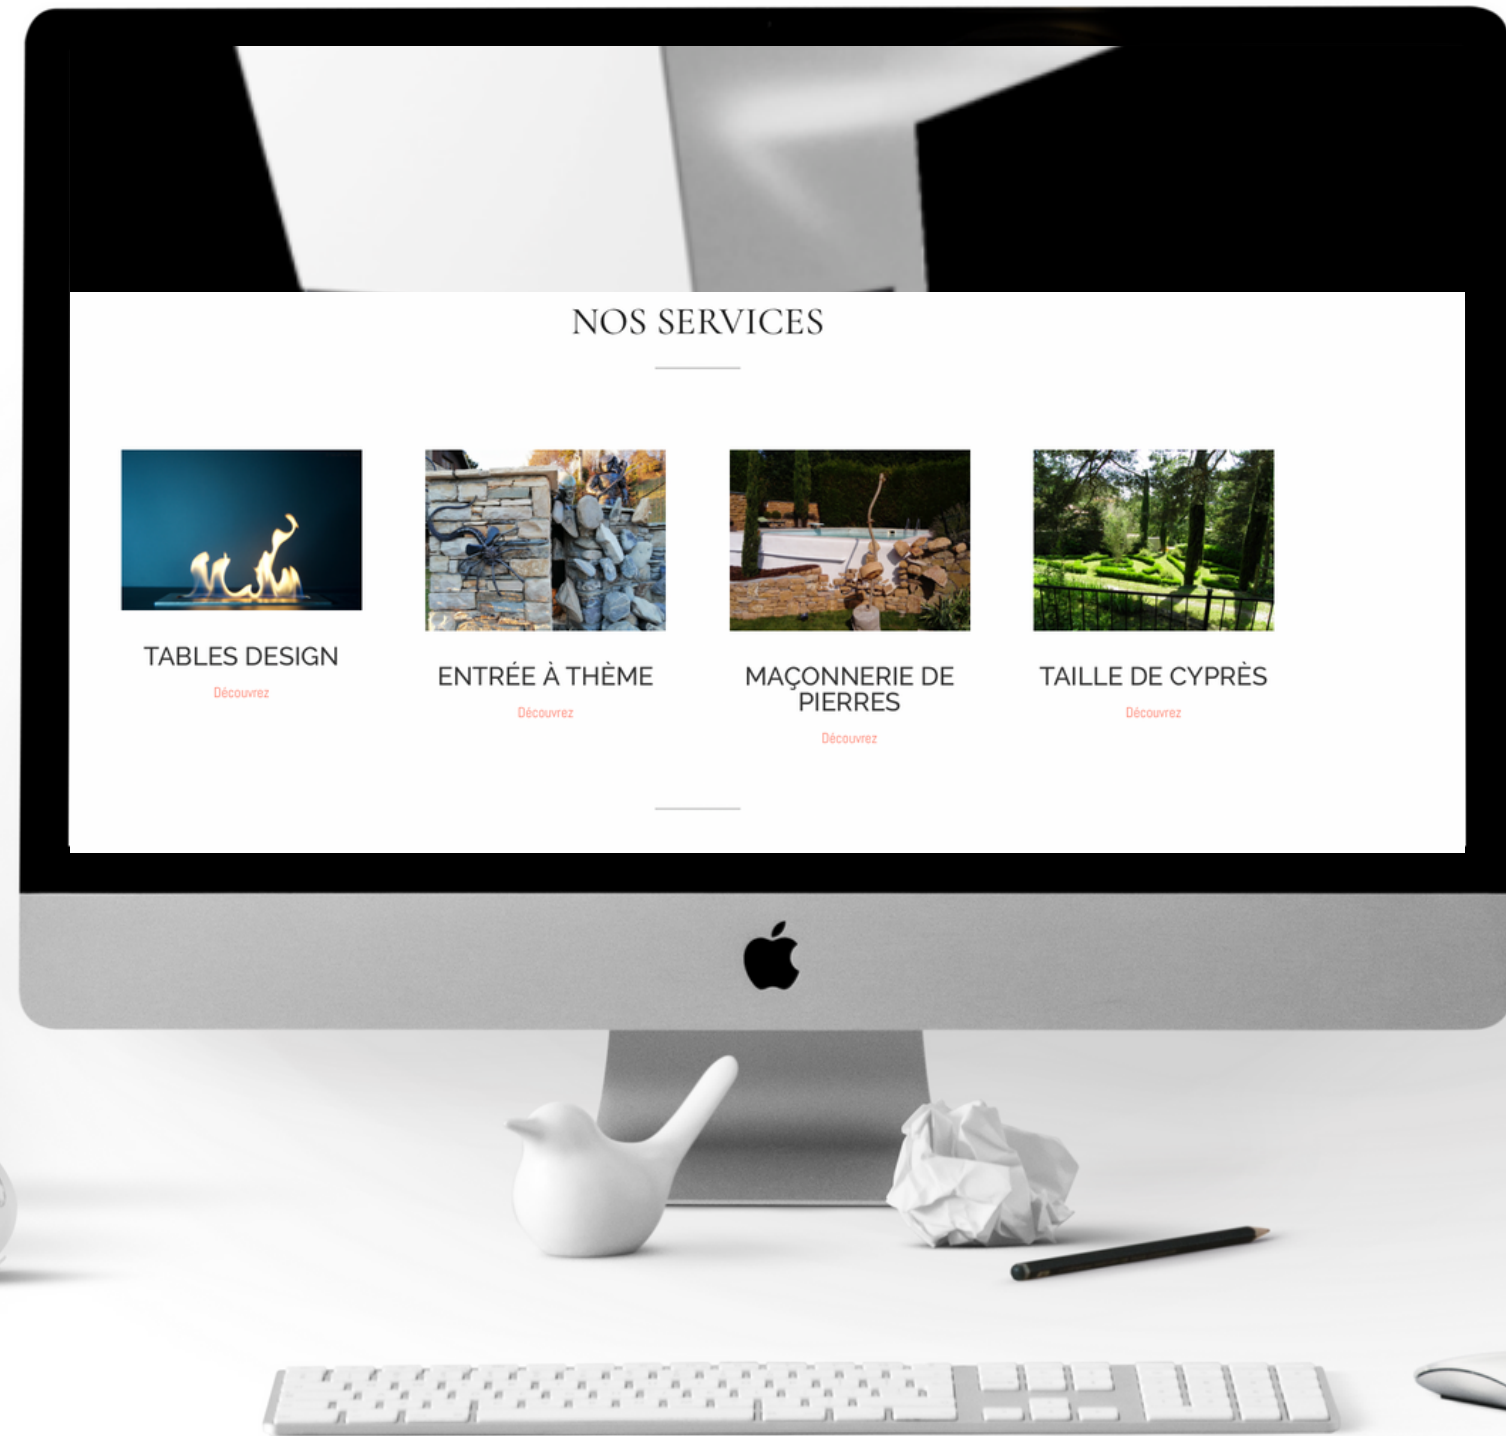 NOS SERVICES
TABLES DESIGN
Découvrez
ENTRÉE À THÈME
Découvrez
MAÇONNERIE DE
PIERRES
Découvrez
TAILLE DE CYPRÈS
Découvrez